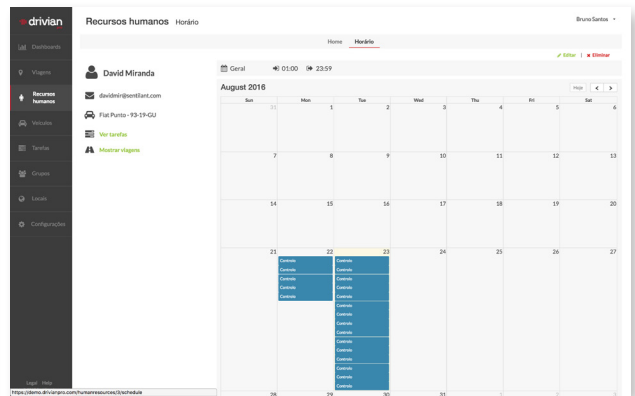 drivian
Recursos humanos Horário
Bruno Santos
Home Horário
Dashboards
Viagens
Recursos humanos
Veículos
Tarefas
Grupos
Locais
Configurações
Legal Help
Editar | Eliminar
David Miranda
davidmir@sentilant.com
Fiat Punto - 93-19-GU
Ver tarefas
Mostrar viagens
Geral 01:00 23:59
August 2016
Hoje < >
Sun Mon Tue Wed Thu Fri Sat
31 1 2 3 4 5 6
7 8 9 10 11 12 13
14 15 16 17 18 19 20
21 22 23 24 25 26 27
Controlo Controlo
Controlo Controlo
Controlo Controlo
Controlo Controlo
Controlo Controlo
Controlo
Controlo
Controlo
Controlo
Controlo
Controlo
Controlo
Controlo
Controlo
Controlo
28 29 30 31 1 2 3
https://demo.drivianpro.com/humanresources/3/schedule